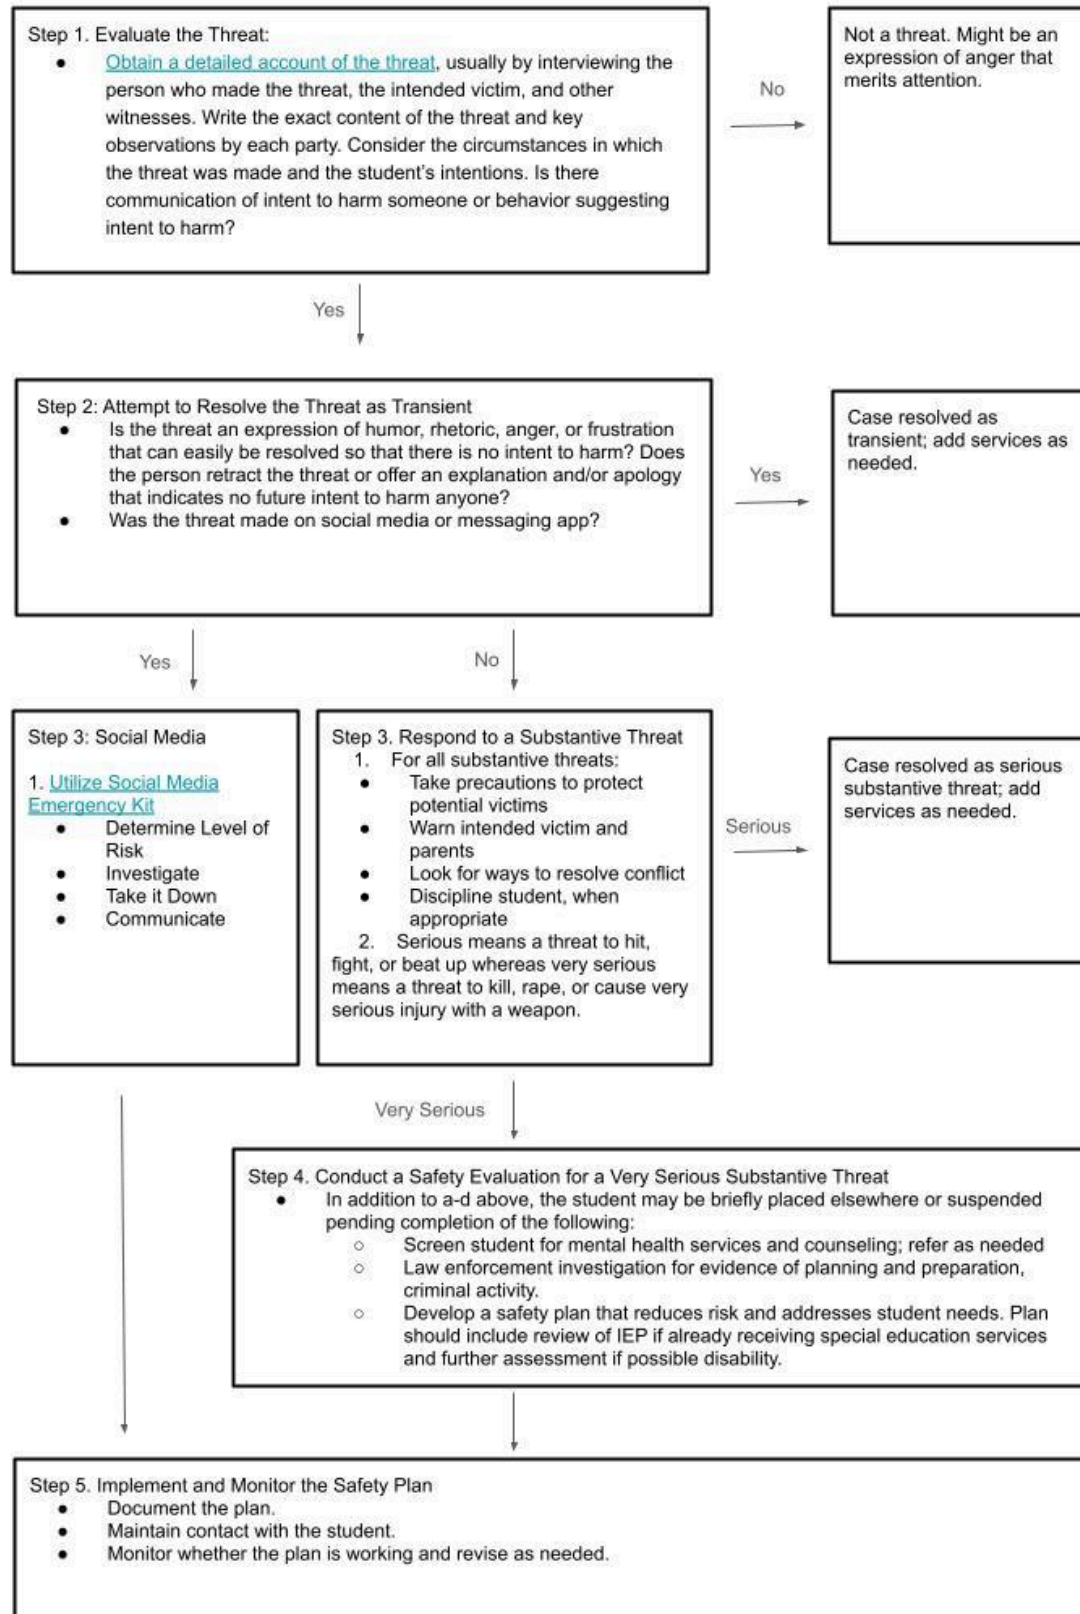 Step 1. Evaluate the Threat:
● Obtain a detailed account of the threat, usually by interviewing the
person who made the threat, the intended victim, and other
witnesses. Write the exact content of the threat and key
observations by each party. Consider the circumstances in which
the threat was made and the student's intentions. Is there
communication of intent to harm someone or behavior suggesting
intent to harm?
No
Not a threat. Might be an
expression of anger that
merits attention.
Yes
Step 2: Attempt to Resolve the Threat as Transient
● Is the threat an expression of humor, rhetoric, anger, or frustration
that can easily be resolved so that there is no intent to harm? Does
the person retract the threat or offer an explanation and/or apology
that indicates no future intent to harm anyone?
● Was the threat made on social media or messaging app?
Yes
Case resolved as
transient; add services as
needed.
Yes
No
Step 3: Social Media
1. Utilize Social Media
Emergency Kit
● Determine Level of
Risk
● Investigate
● Take it Down
● Communicate
Step 3. Respond to a Substantive Threat
1. For all substantive threats:
● Take precautions to protect
potential victims
● Warn intended victim and
parents
● Look for ways to resolve conflict
● Discipline student, when
appropriate
2. Serious means a threat to hit,
fight, or beat up whereas very serious
means a threat to kill, rape, or cause very
serious injury with a weapon.
Serious
Case resolved as serious
substantive threat; add
services as needed.
Very Serious
Step 4. Conduct a Safety Evaluation for a Very Serious Substantive Threat
● In addition to a-d above, the student may be briefly placed elsewhere or suspended
pending completion of the following:
○ Screen student for mental health services and counseling; refer as needed
○ Law enforcement investigation for evidence of planning and preparation,
criminal activity.
○ Develop a safety plan that reduces risk and addresses student needs. Plan
should include review of IEP if already receiving special education services
and further assessment if possible disability.
Step 5. Implement and Monitor the Safety Plan
● Document the plan.
● Maintain contact with the student.
● Monitor whether the plan is working and revise as needed.